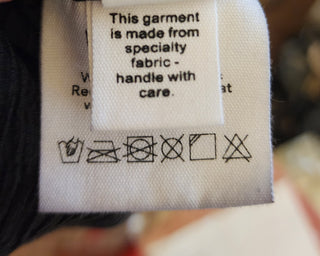 This garment
is made from
specialty
fabric -
handle with
care.